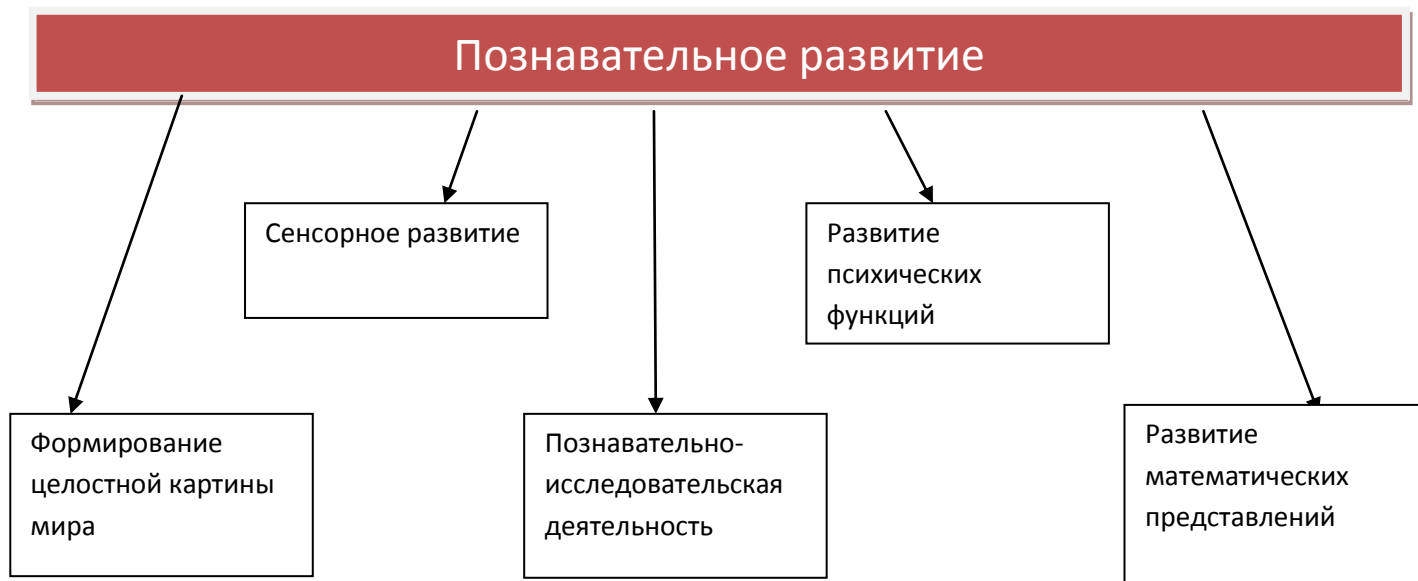 Познавательное развитие
Сенсорное развитие
Развитие
психических
функций
Формирование
целостной картины
мира
Познавательно-
исследовательская
деятельность
Развитие
математических
представлений